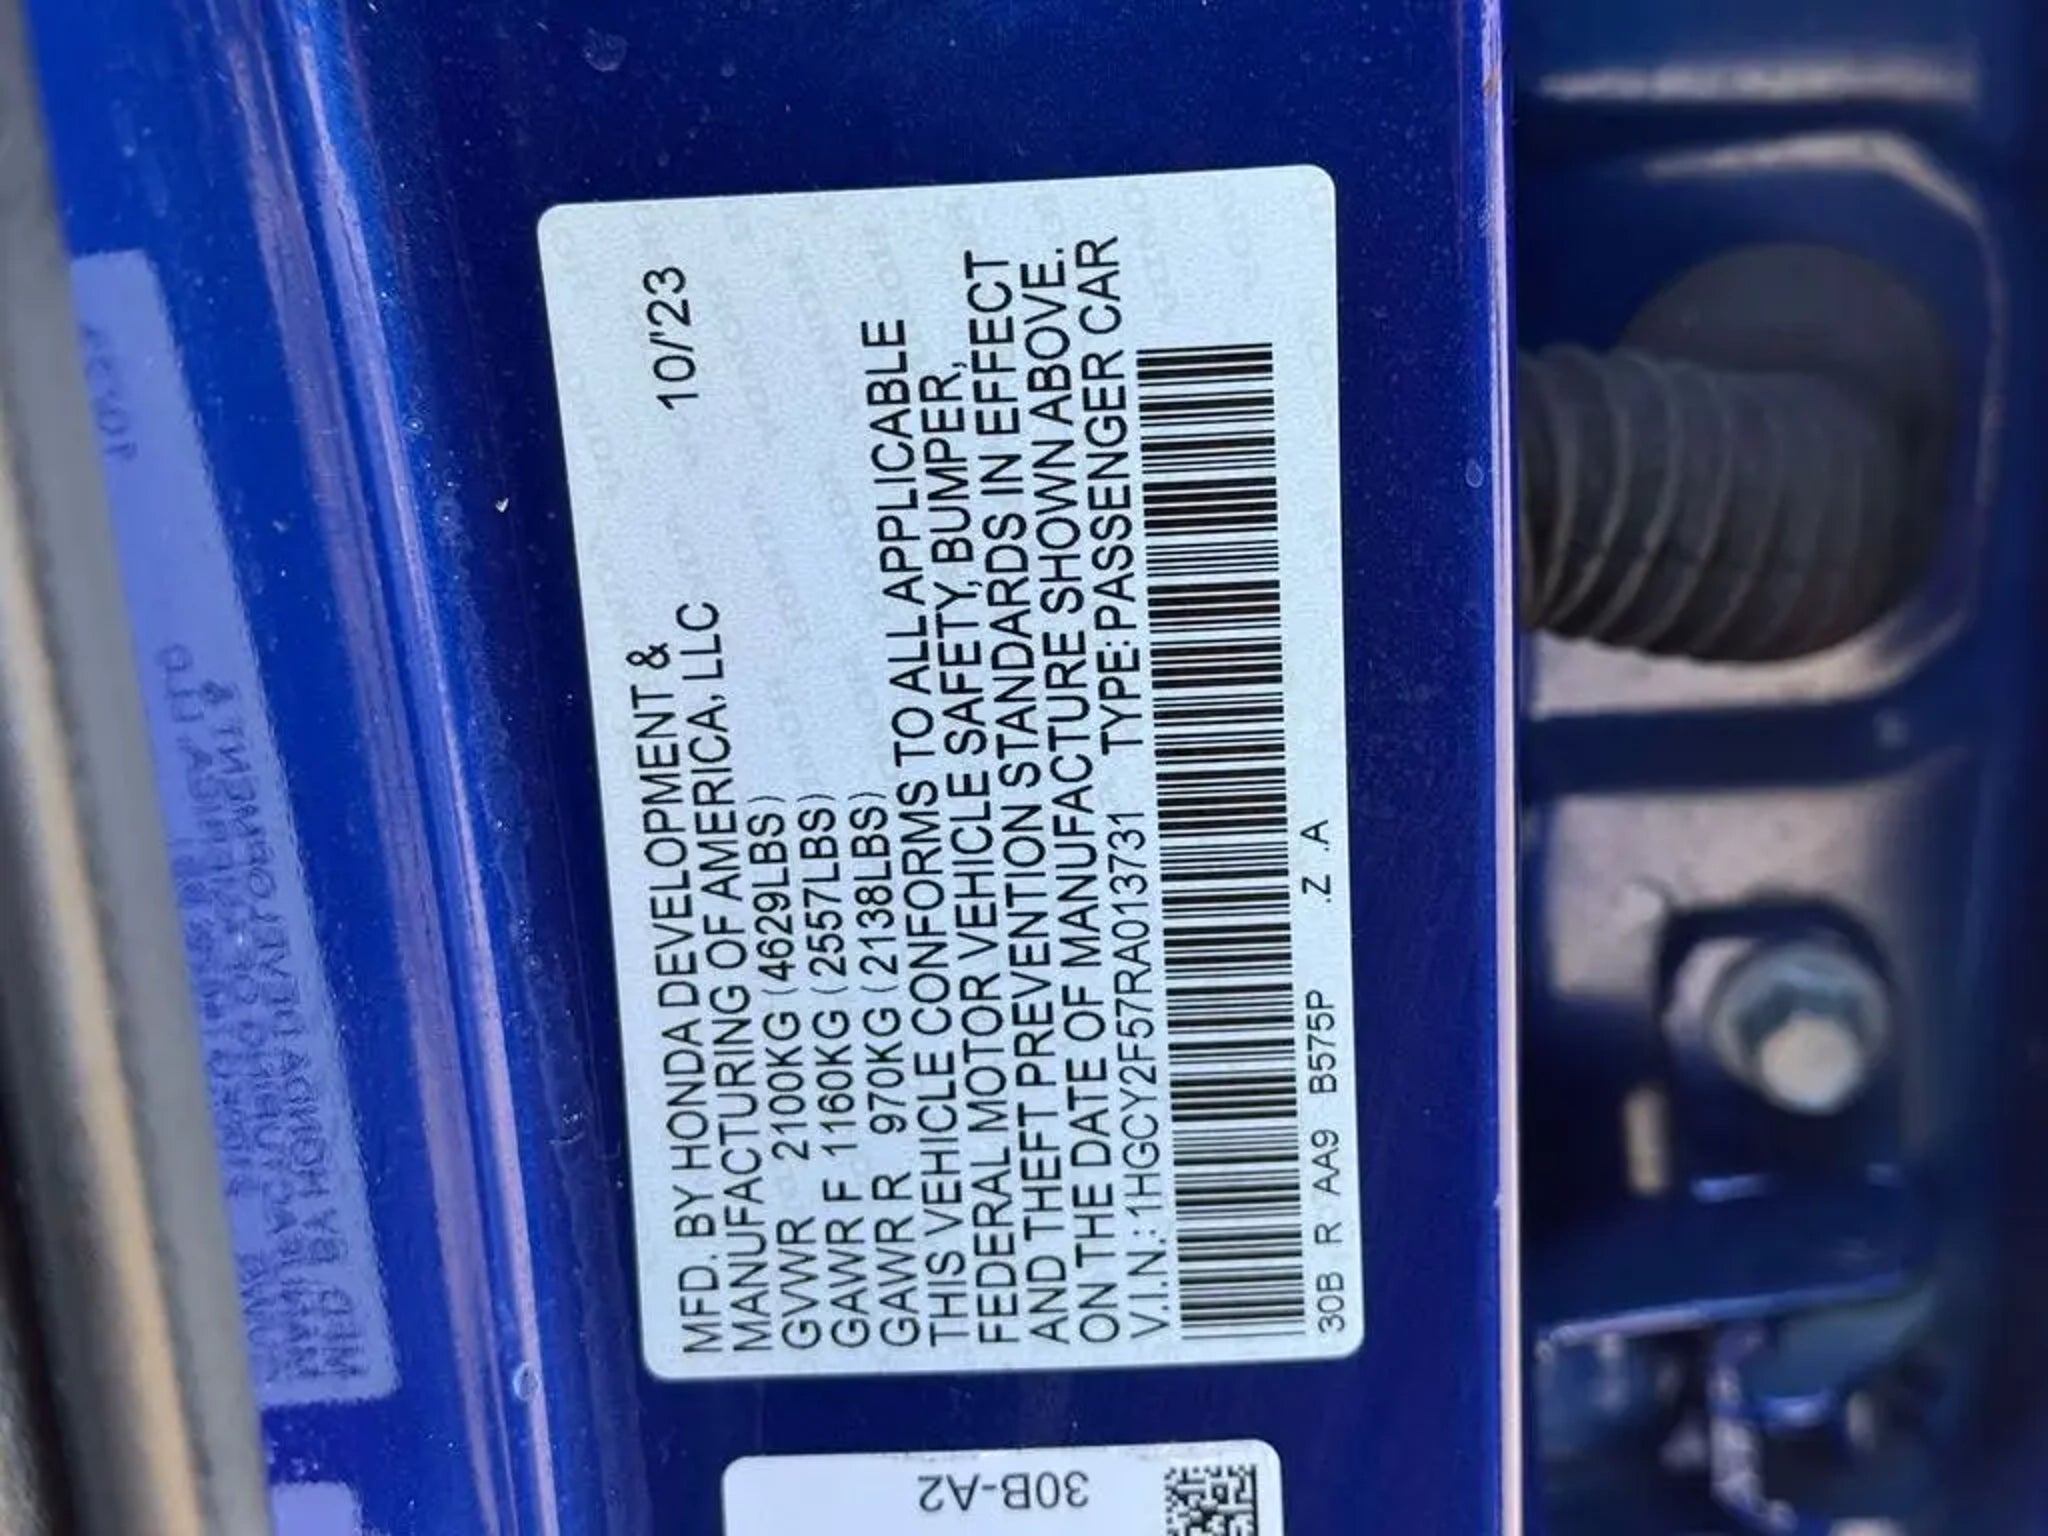 MFD. BY HONDA DEVELOPMENT &
MANUFACTURING OF AMERICA, LLC 10/'23
GVWR 2100KG (4629LBS)
GAWR F 1160KG (2557LBS)
GAWR R 970KG (2138LBS)
THIS VEHICLE CONFORMS TO ALL APPLICABLE
FEDERAL MOTOR VEHICLE SAFETY, BUMPER,
AND THEFT PREVENTION STANDARDS IN EFFECT
ON THE DATE OF MANUFACTURE SHOWN ABOVE.
V.I.N.: 1HGCY2F57RA013731 TYPE: PASSENGER CAR
30B R AA9 B575P .Z .A
30B-A2